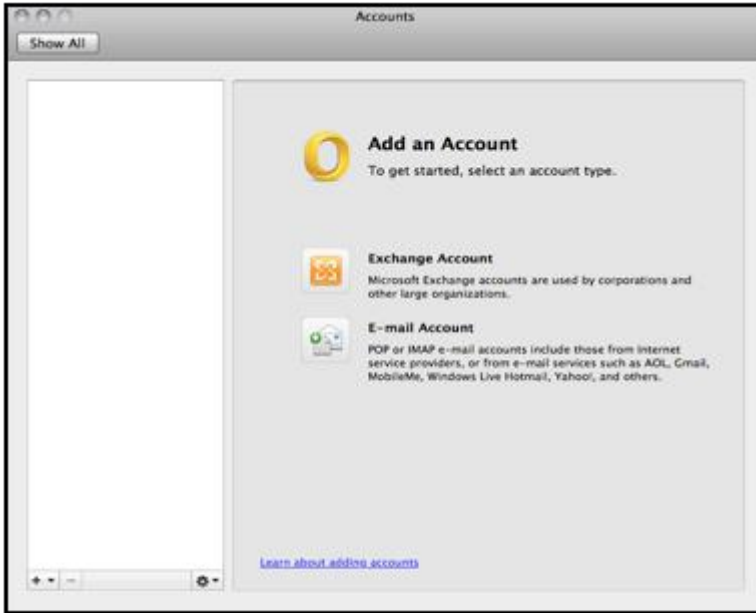 Accounts
Show All
Add an Account
To get started, select an account type.
Exchange Account
Microsoft Exchange accounts are used by corporations and
other large organizations.
E-mail Account
POP or IMAP e-mail accounts include those from Internet
service providers, or from e-mail services such as AOL, Gmail,
MobileMe, Windows Live Hotmail, Yahoo!, and others.
Learn about adding accounts